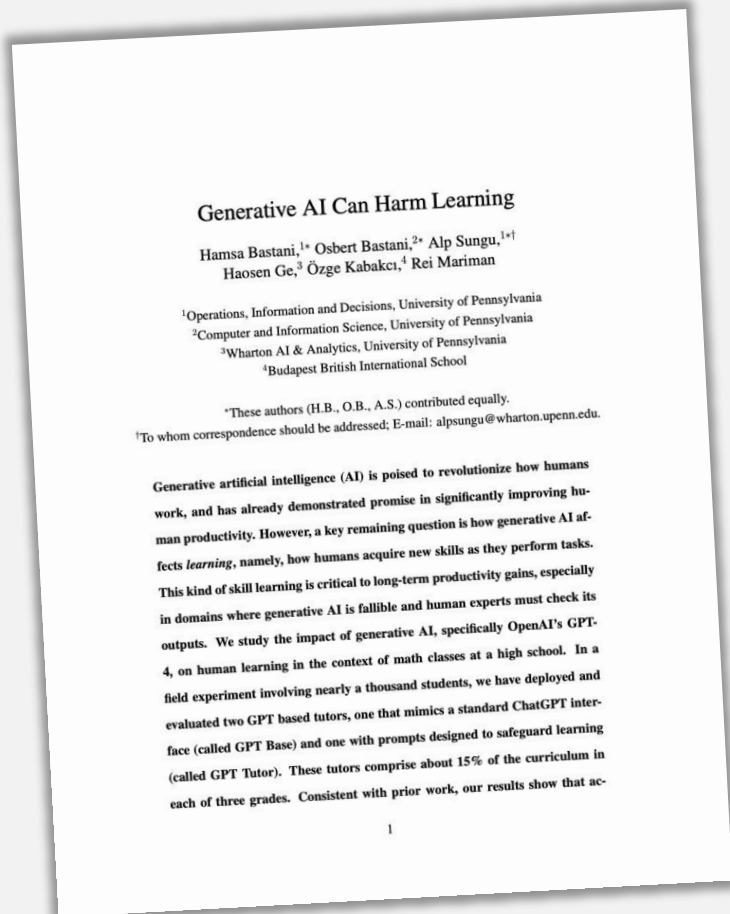 Generative AI Can Harm Learning
Hamsa Bastani,¹* Osbert Bastani,²* Alp Sungu,¹*†
Haosen Ge,³ Özge Kabakcı,⁴ Rei Mariman
¹Operations, Information and Decisions, University of Pennsylvania
²Computer and Information Science, University of Pennsylvania
³Wharton AI & Analytics, University of Pennsylvania
⁴Budapest British International School
*These authors (H.B., O.B., A.S.) contributed equally.
†To whom correspondence should be addressed; E-mail: alpsungu@wharton.upenn.edu.
Generative artificial intelligence (AI) is poised to revolutionize how humans
work, and has already demonstrated promise in significantly improving hu-
man productivity. However, a key remaining question is how generative AI af-
fects learning, namely, how humans acquire new skills as they perform tasks.
This kind of skill learning is critical to long-term productivity gains, especially
in domains where generative AI is fallible and human experts must check its
outputs. We study the impact of generative AI, specifically OpenAI's GPT-
4, on human learning in the context of math classes at a high school. In a
field experiment involving nearly a thousand students, we have deployed and
evaluated two GPT based tutors, one that mimics a standard ChatGPT inter-
face (called GPT Base) and one with prompts designed to safeguard learning
(called GPT Tutor). These tutors comprise about 15% of the curriculum in
each of three grades. Consistent with prior work, our results show that ac-
1